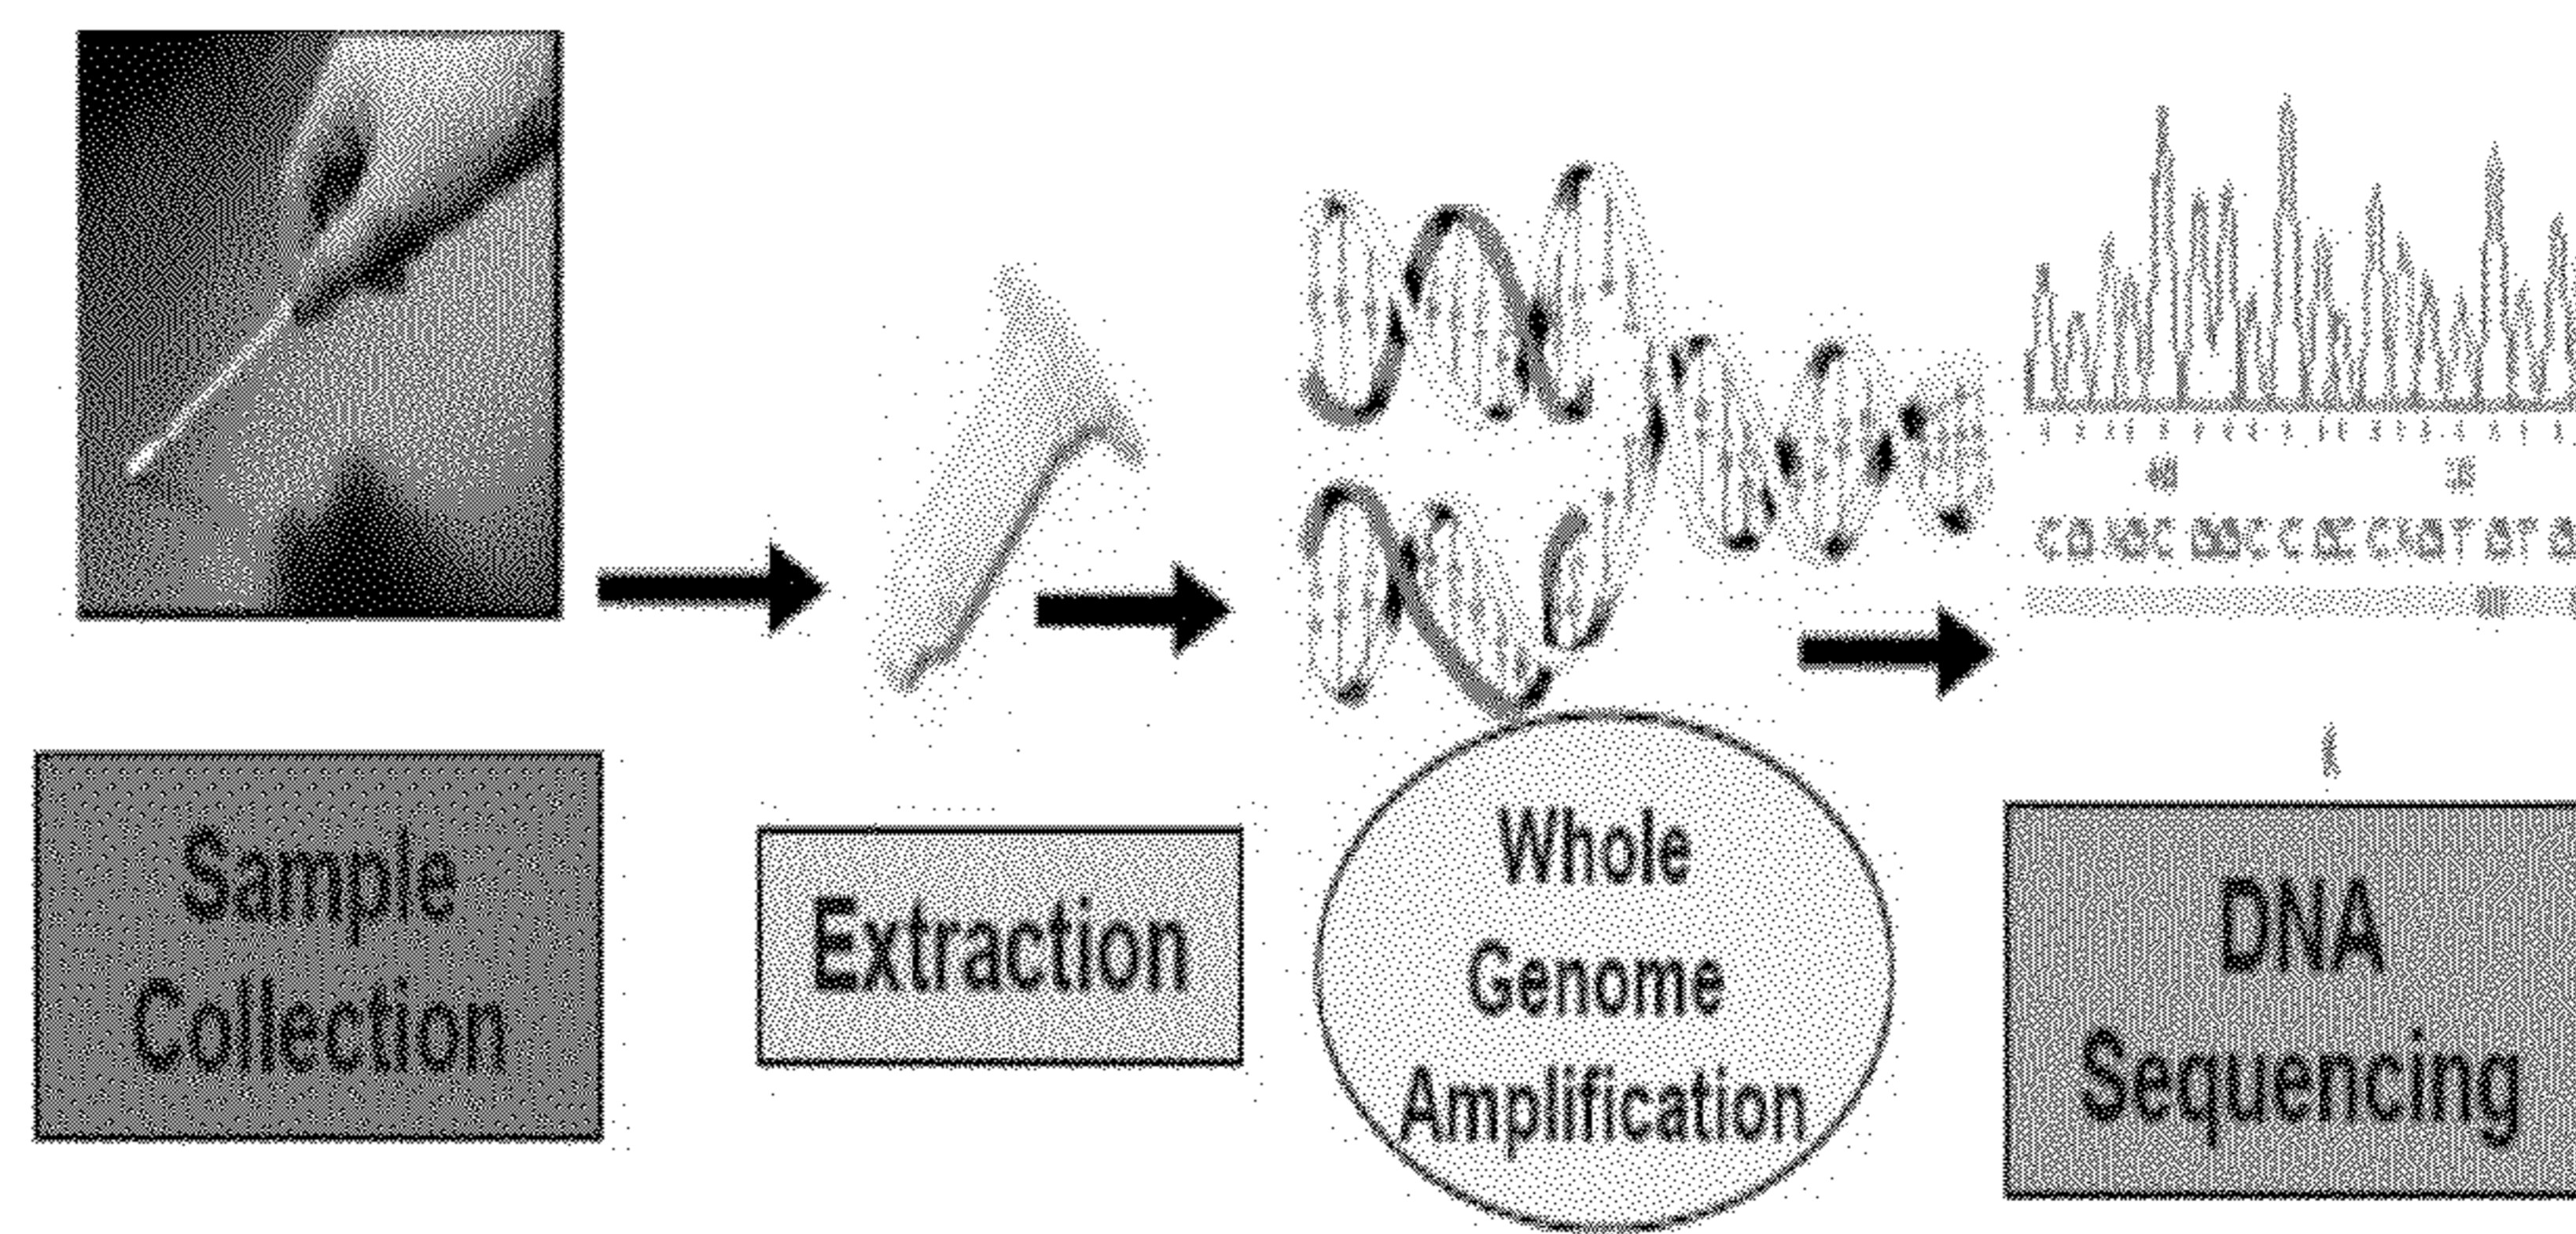 Sample
Collection
Extraction
Whole
Genome
Amplification
DNA
Sequencing